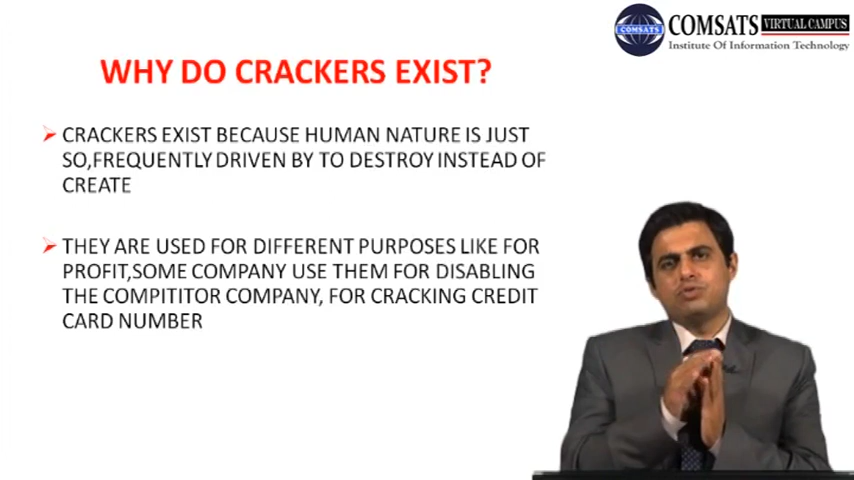 COMSATS VIRTUAL CAMPUS
Institute Of Information Technology
COMSATS
WHY DO CRACKERS EXIST?
CRACKERS EXIST BECAUSE HUMAN NATURE IS JUST
SO,FREQUENTLY DRIVEN BY TO DESTROY INSTEAD OF
CREATE
THEY ARE USED FOR DIFFERENT PURPOSES LIKE FOR
PROFIT,SOME COMPANY USE THEM FOR DISABLING
THE COMPITITOR COMPANY, FOR CRACKING CREDIT
CARD NUMBER